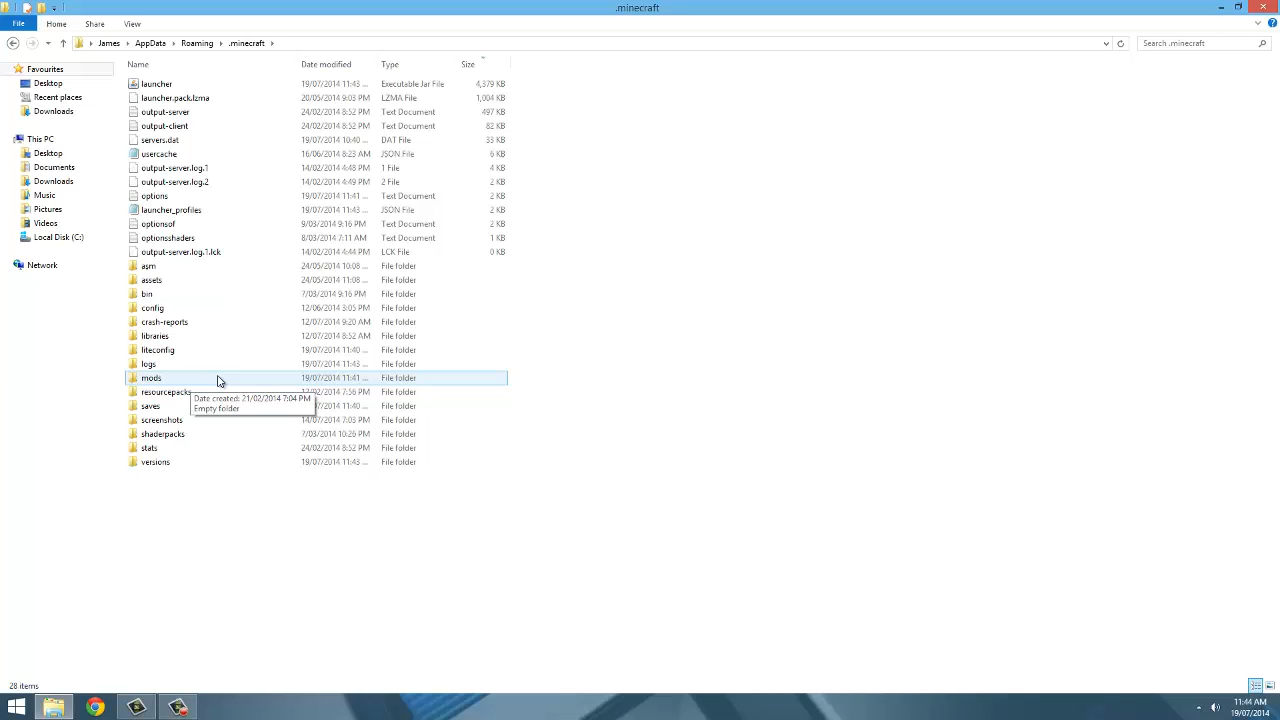 .minecraft
File Home Share View
James AppData Roaming .minecraft
Search .minecraft
Name Date modified Type Size
Favourites
Desktop
Recent places
Downloads
This PC
Desktop
Documents
Downloads
Music
Pictures
Videos
Local Disk (C:)
Network
launcher 19/07/2014 11:43 ... Executable Jar File 4,379 KB
launcher.pack.lzma 20/05/2014 9:03 PM LZMA File 1,004 KB
output-server 24/02/2014 8:52 PM Text Document 497 KB
output-client 24/02/2014 8:52 PM Text Document 82 KB
servers.dat 19/07/2014 10:40 ... DAT File 33 KB
usercache 16/06/2014 8:23 AM JSON File 6 KB
output-server.log.1 14/02/2014 4:48 PM 1 File 4 KB
output-server.log.2 14/02/2014 4:49 PM 2 File 2 KB
options 19/07/2014 11:41 ... Text Document 2 KB
launcher_profiles 19/07/2014 11:43 ... JSON File 2 KB
optionsof 9/03/2014 9:16 PM Text Document 2 KB
optionsshaders 8/03/2014 7:11 AM Text Document 1 KB
output-server.log.1.lck 14/02/2014 4:44 PM LCK File 0 KB
asm 24/05/2014 10:08 ... File folder
assets 24/05/2014 11:08 ... File folder
bin 7/03/2014 9:16 PM File folder
config 12/06/2014 3:05 PM File folder
crash-reports 12/07/2014 9:20 AM File folder
libraries 12/07/2014 8:52 AM File folder
liteconfig 19/07/2014 11:40 ... File folder
logs 19/07/2014 11:43 ... File folder
mods 19/07/2014 11:41 ... File folder
resourcepacks 7:56 PM File folder
Date created: 21/02/2014 7:04 PM
Empty folder
saves 11:40 ... File folder
screenshots 14/07/2014 7:03 PM File folder
shaderpacks 7/03/2014 10:26 PM File folder
stats 24/02/2014 8:52 PM File folder
versions 19/07/2014 11:43 ... File folder
28 items
11:44 AM
19/07/2014